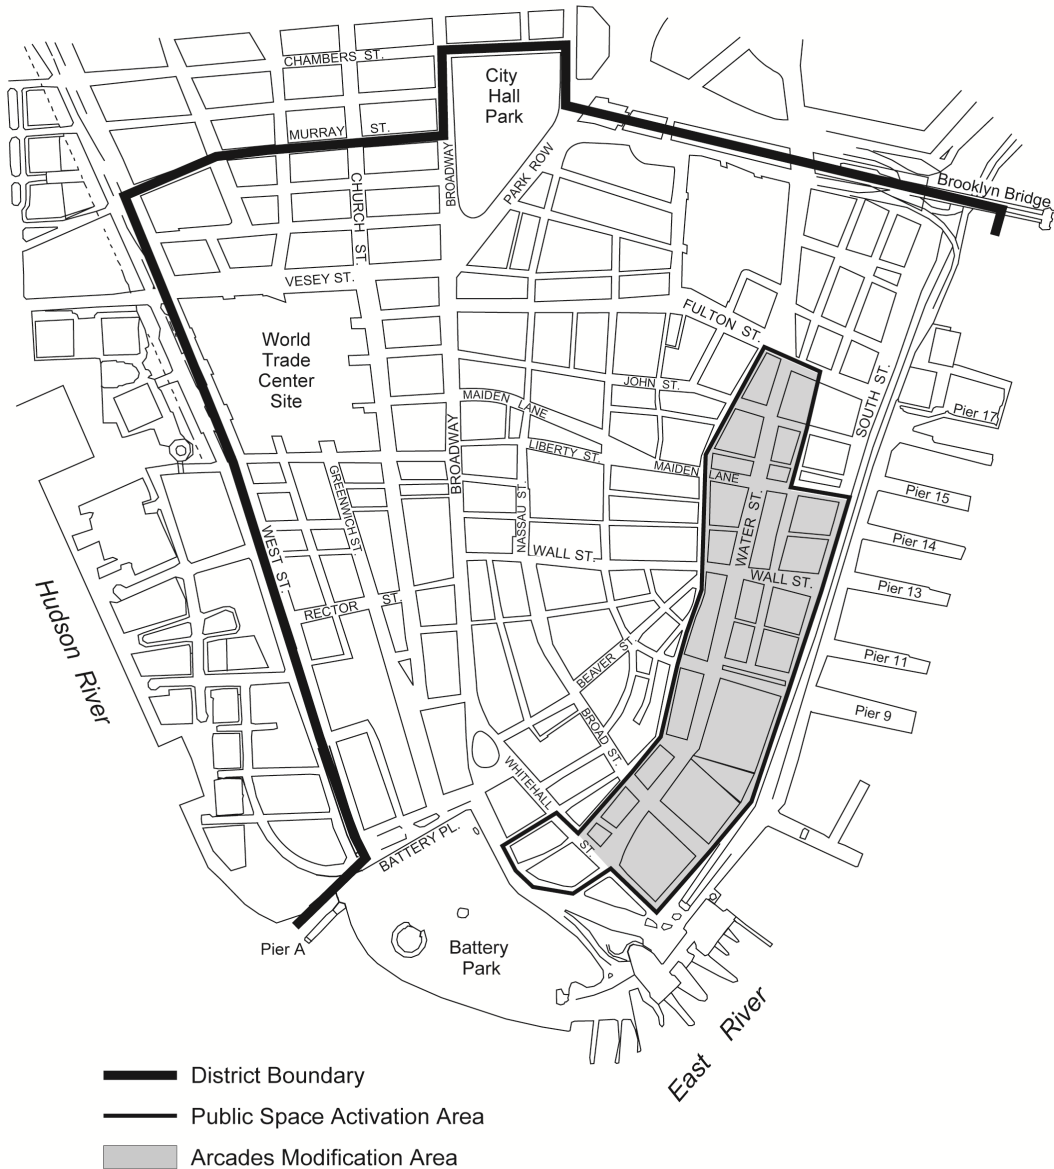 CHAMBERS ST.
City
Hall
Park
MURRAY ST.
BROADWAY
PARK ROW
CHURCH ST.
Brooklyn Bridge
VESEY ST.
FULTON ST.
World
Trade
Center
Site
JOHN ST.
SOUTH ST.
MAIDEN LANE
Pier 17
BROADWAY
LIBERTY ST.
MAIDEN LANE
GREENWICH ST.
NASSAU ST.
WATER ST.
Pier 15
WEST ST.
WALL ST.
WALL ST.
Pier 14
Pier 13
RECTOR ST.
Hudson River
BEAVER ST.
Pier 11
BROAD ST.
Pier 9
WHITEHALL ST.
BATTERY PL.
Pier A
Battery
Park
East River
District Boundary
Public Space Activation Area
Arcades Modification Area